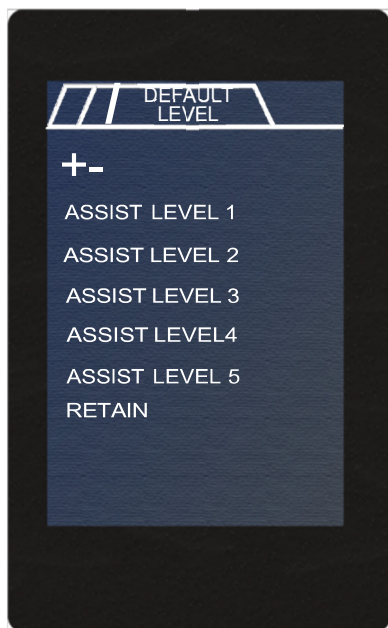 DEFAULT
LEVEL
+-
ASSIST LEVEL 1
ASSIST LEVEL 2
ASSIST LEVEL 3
ASSIST LEVEL4
ASSIST LEVEL 5
RETAIN